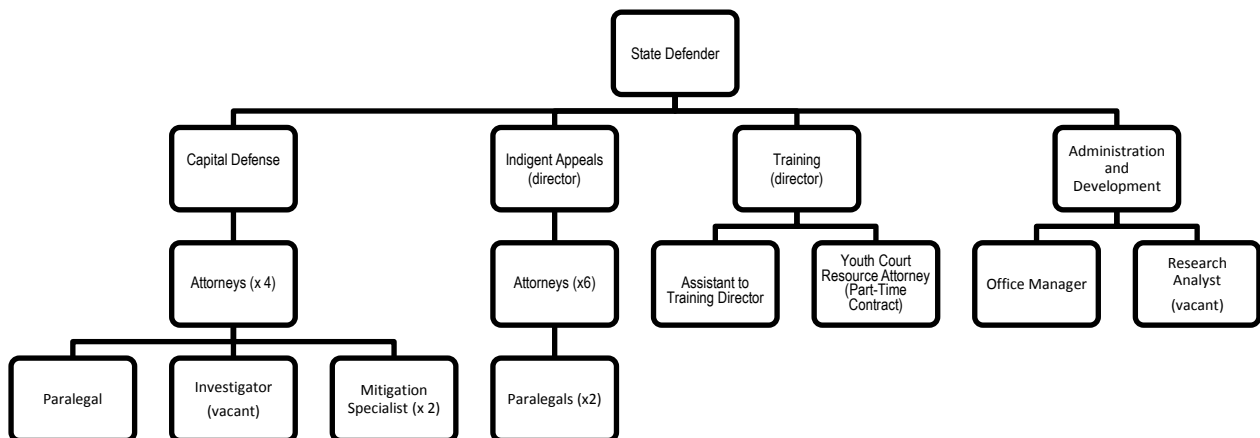 State Defender
Capital Defense
Indigent Appeals
(director)
Training
(director)
Administration
and
Development
Attorneys (x 4)
Attorneys (x6)
Assistant to
Training Director
Youth Court
Resource Attorney
(Part-Time
Contract)
Office Manager
Research
Analyst
(vacant)
Paralegal
Investigator
(vacant)
Mitigation
Specialist (x 2)
Paralegals (x2)